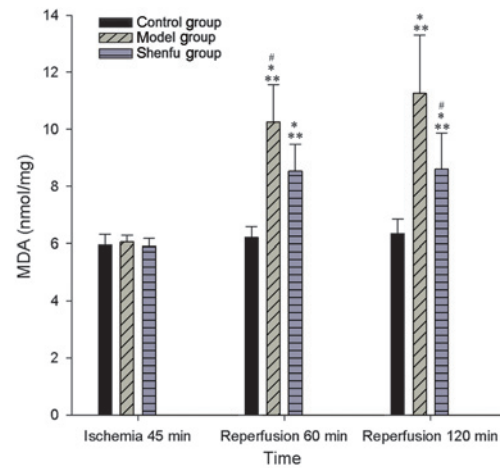 Control group
Model group
Shenfu group
MDA (nmol/mg)
14
12
10
8
6
4
2
0
#
*
**
*
**
*
**
#
*
**
Ischemia 45 min
Reperfusion 60 min
Reperfusion 120 min
Time